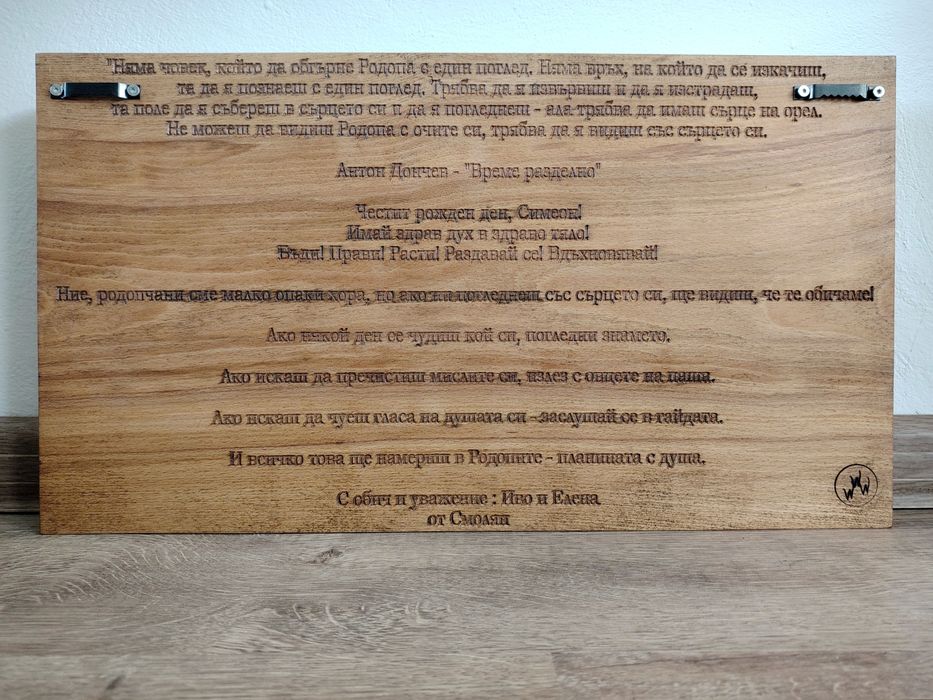 "Няма човек, който да обгърне Родопа с един поглед. Няма връх, на който да се изкачиш,
та да я познаеш с един поглед. Трябва да я извървиш и да я изстрадаш,
та поле да я събереш в сърцето си и да я погледнеш - ала трябва да имаш сърце на орел.
Не можеш да видиш Родопа с очите си, трябва да я видиш със сърцето си.
Антон Дончев - "Време разделно"
Честит рожден ден, Симеон!
Имай здрав дух в здраво тяло!
Бъди! Прави! Расти! Раздавай се! Вдъхновявай!
Ние, родопчани сме малко опаки хора, но ако ни погледнеш със сърцето си, ще видиш, че те обичаме!
Ако някой ден се чудиш кой си, погледни знамето.
Ако искаш да пречистиш мислите си, излез с овцете на паша.
Ако искаш да чуеш гласа на душата си - заслушай се в гайдата.
И всичко това ще намериш в Родопите - планината с душа.
С обич и уважение : Иво и Елена
от Смолян
WWW